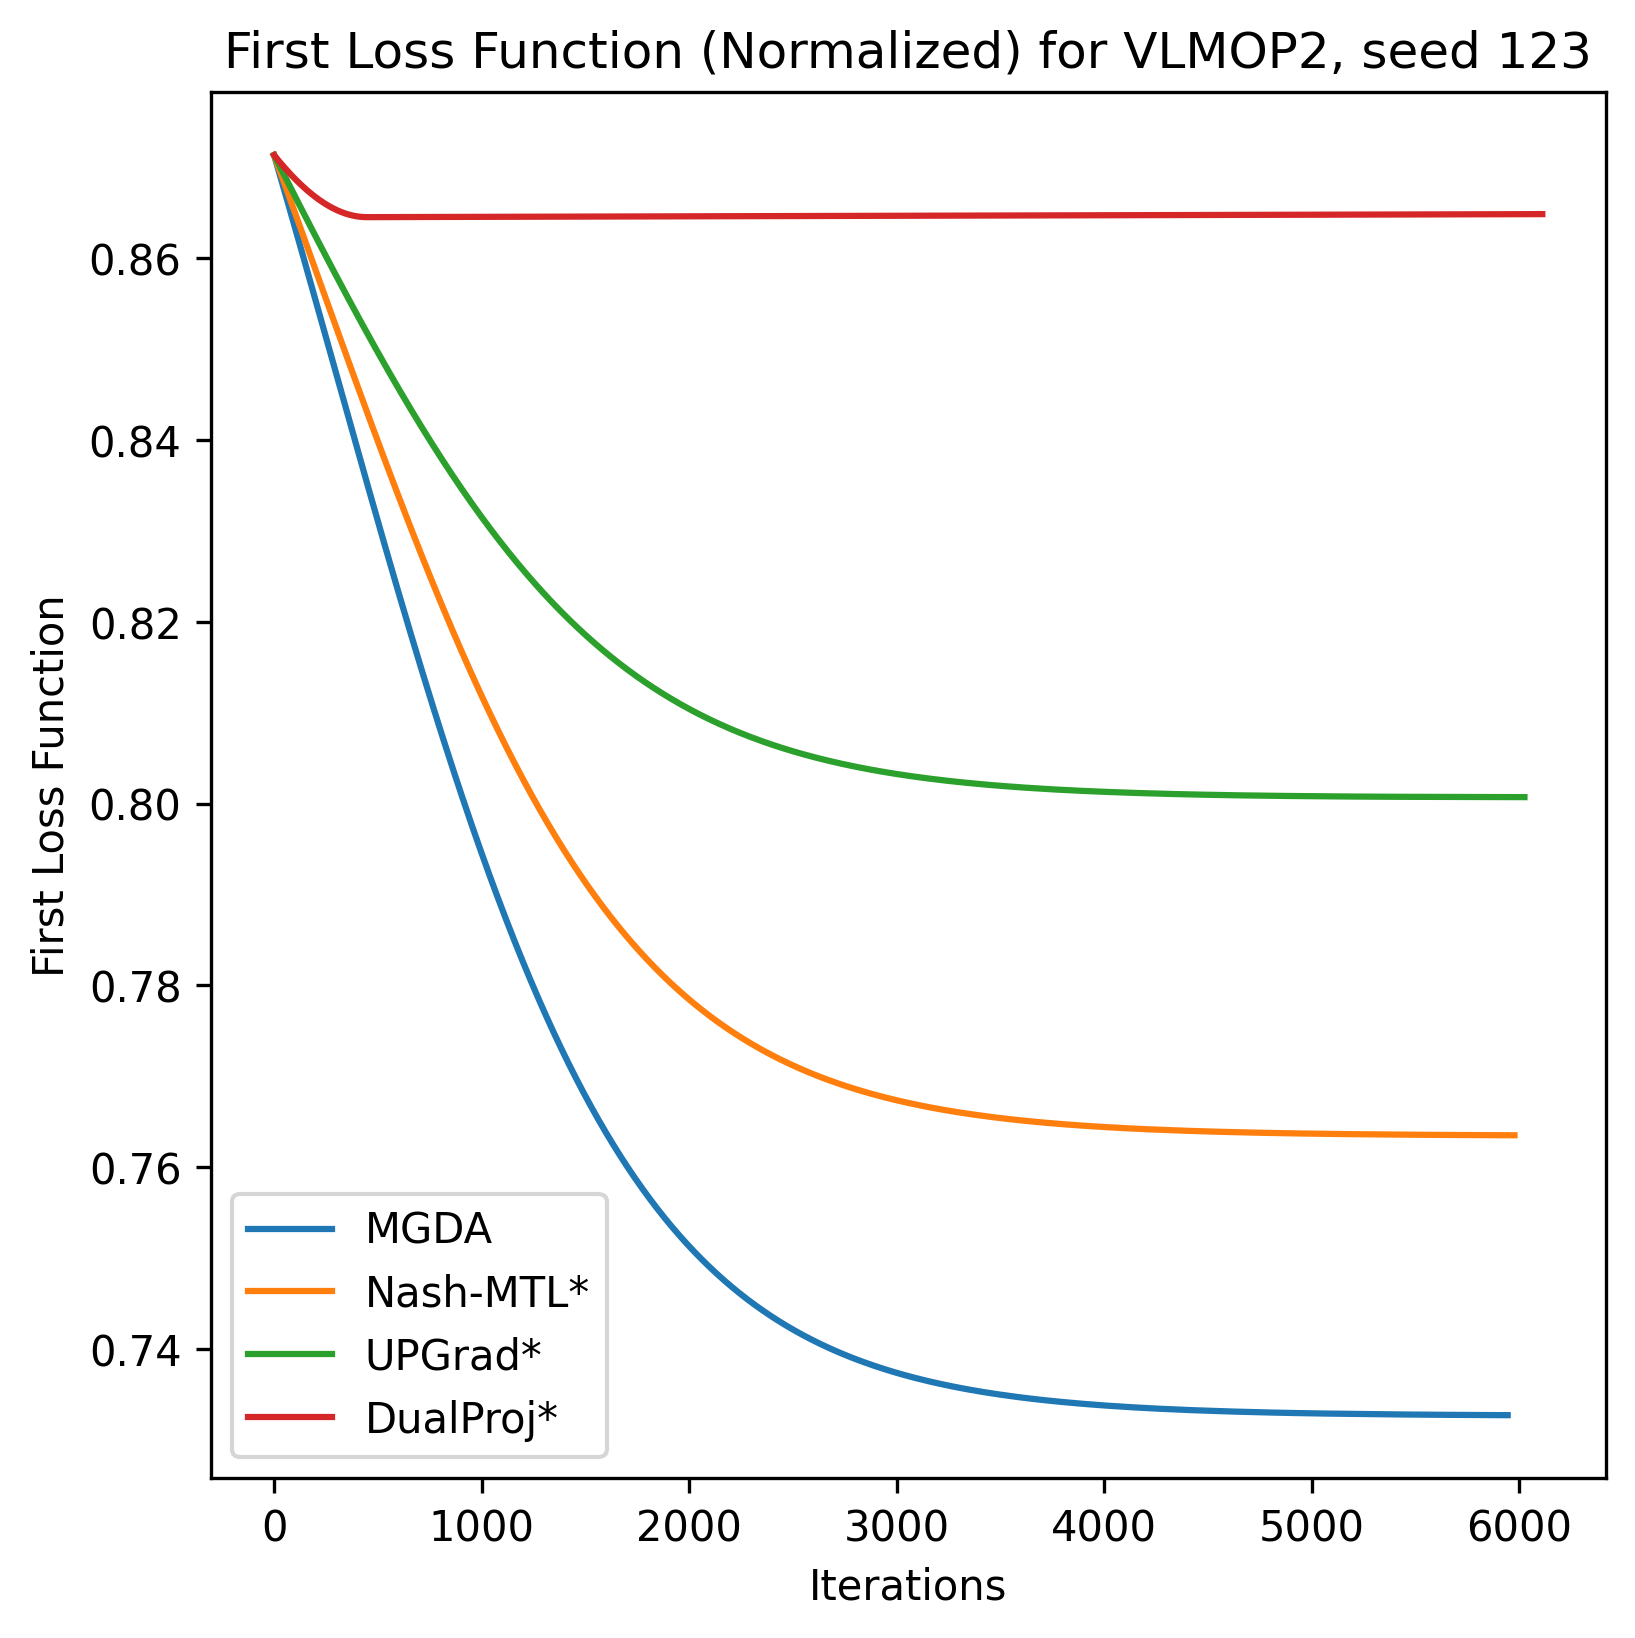 First Loss Function (Normalized) for VLMOP2, seed 123
First Loss Function
0.86
0.84
0.82
0.80
0.78
0.76
0.74
MGDA
Nash-MTL*
UPGrad*
DualProj*
0 1000 2000 3000 4000 5000 6000
Iterations